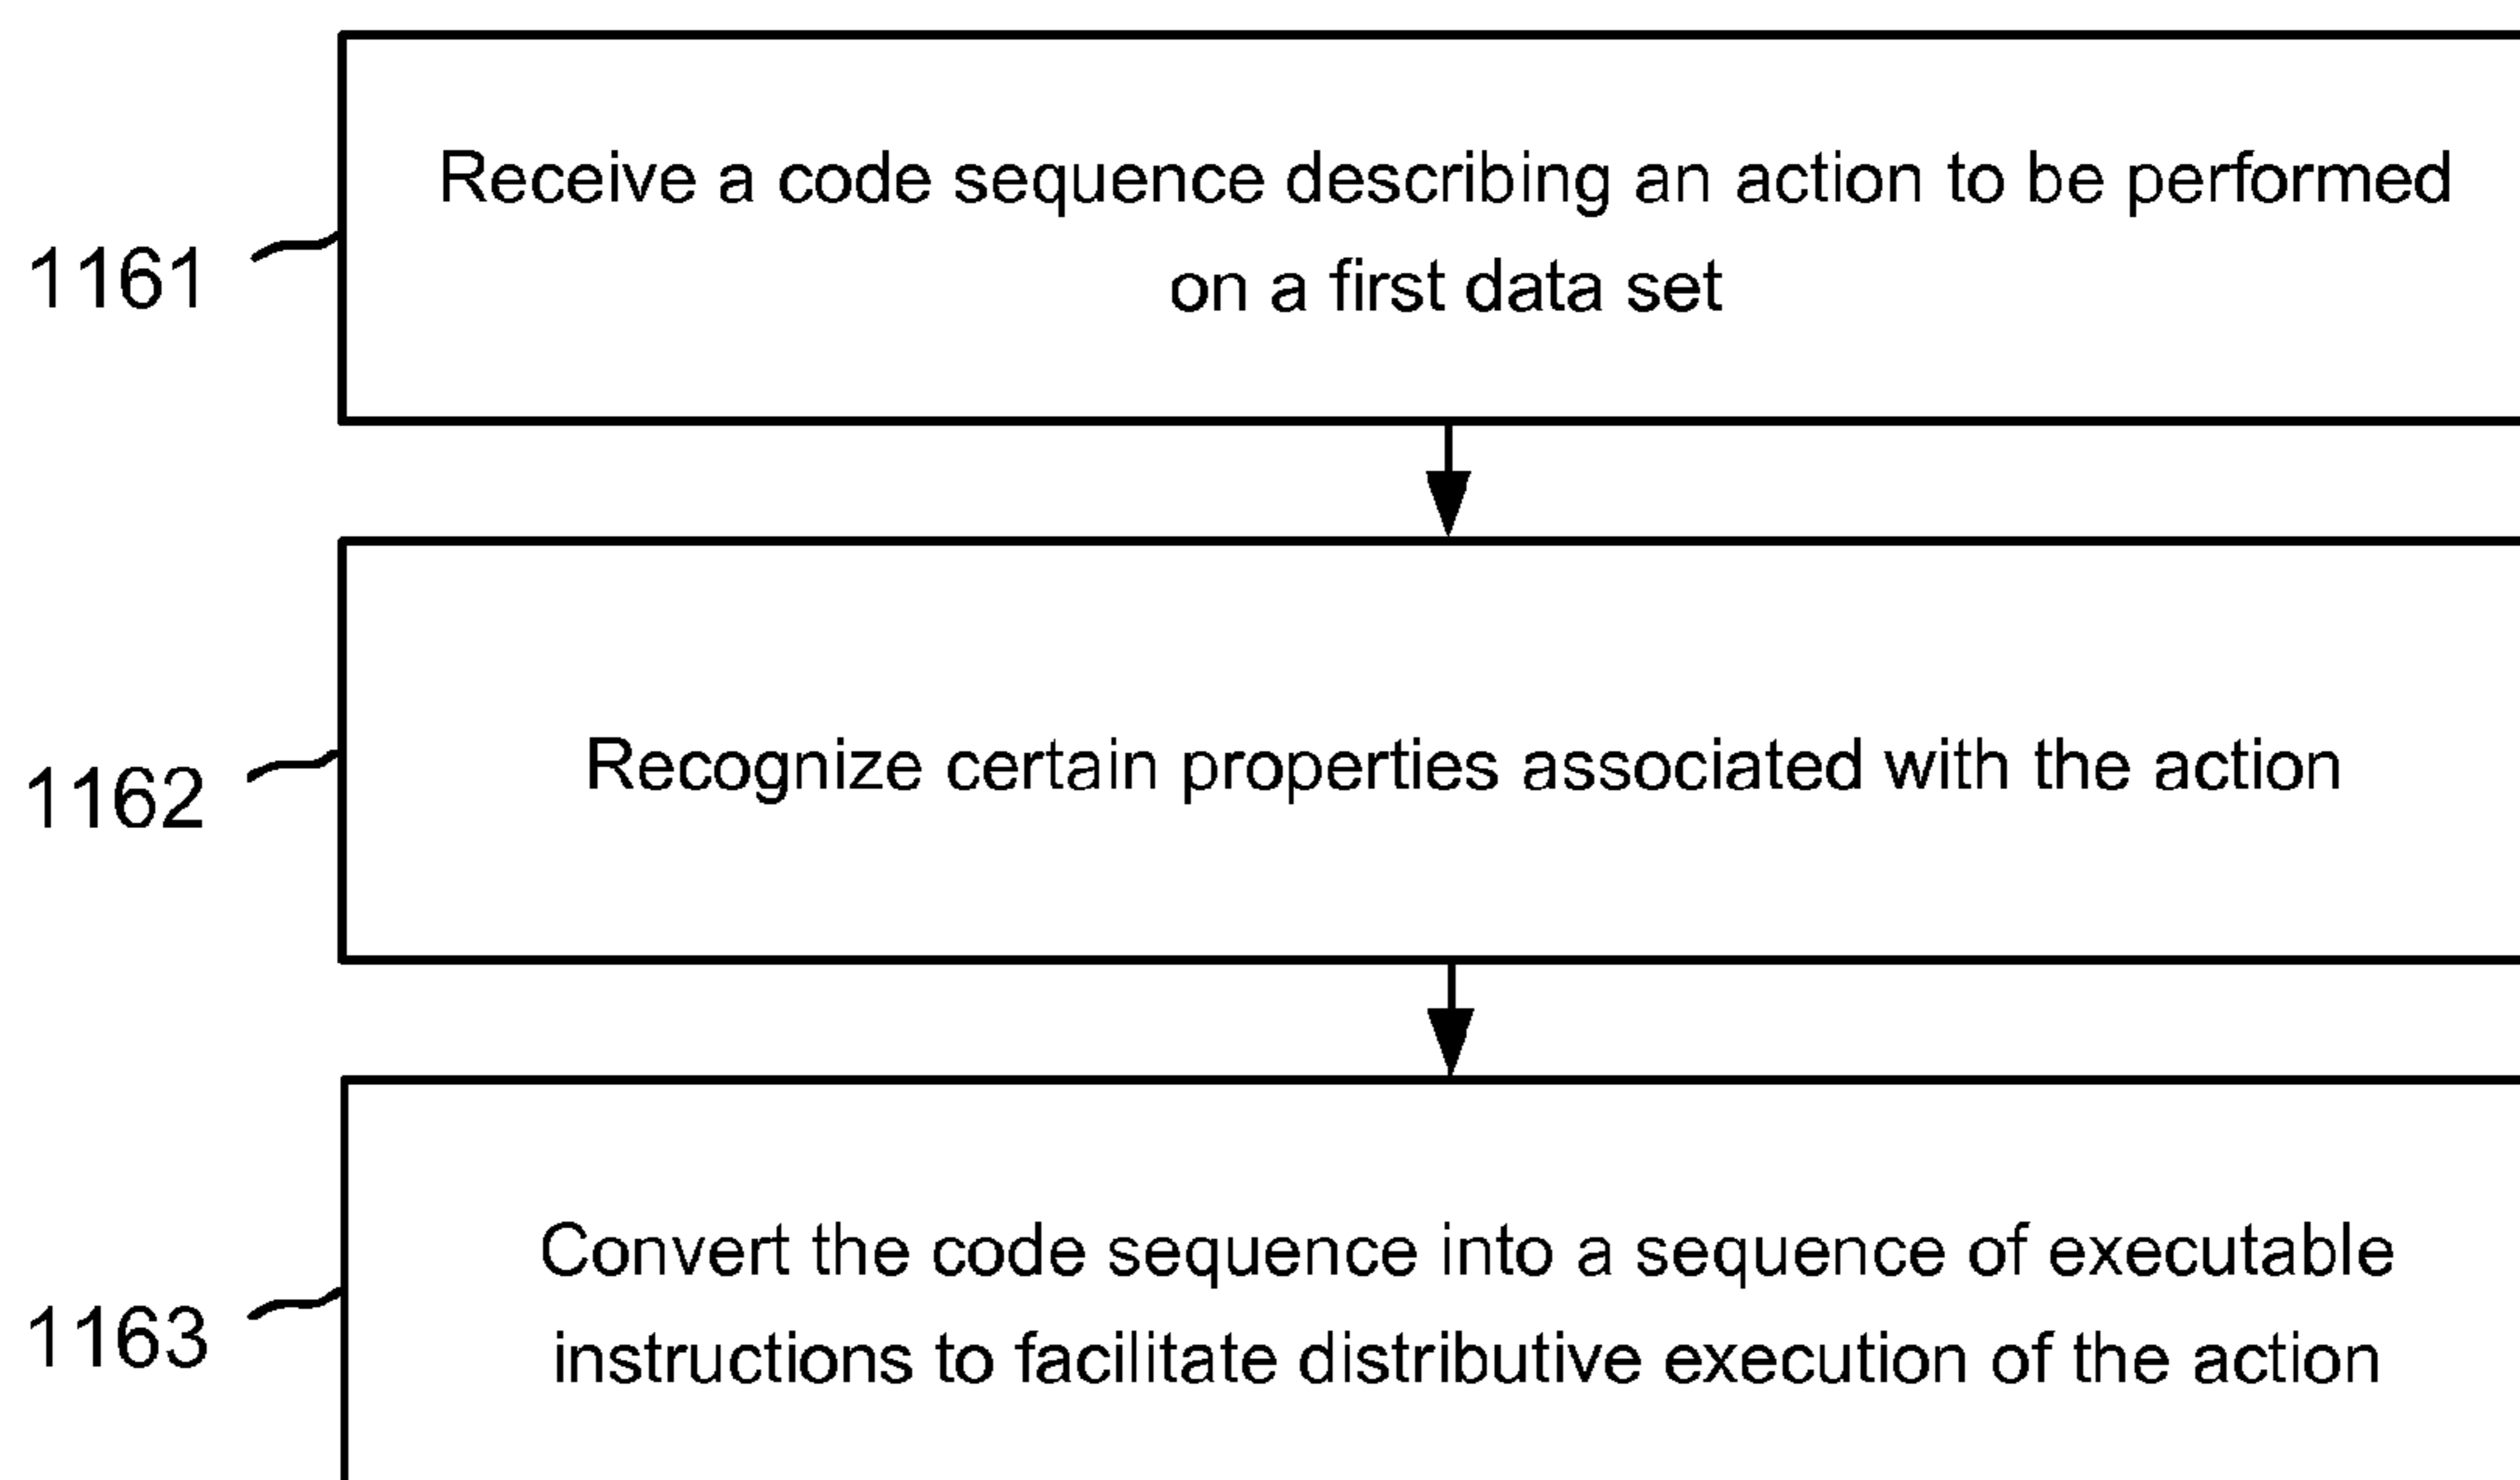 Receive a code sequence describing an action to be performed
on a first data set
1161
Recognize certain properties associated with the action
1162
Convert the code sequence into a sequence of executable
instructions to facilitate distributive execution of the action
1163